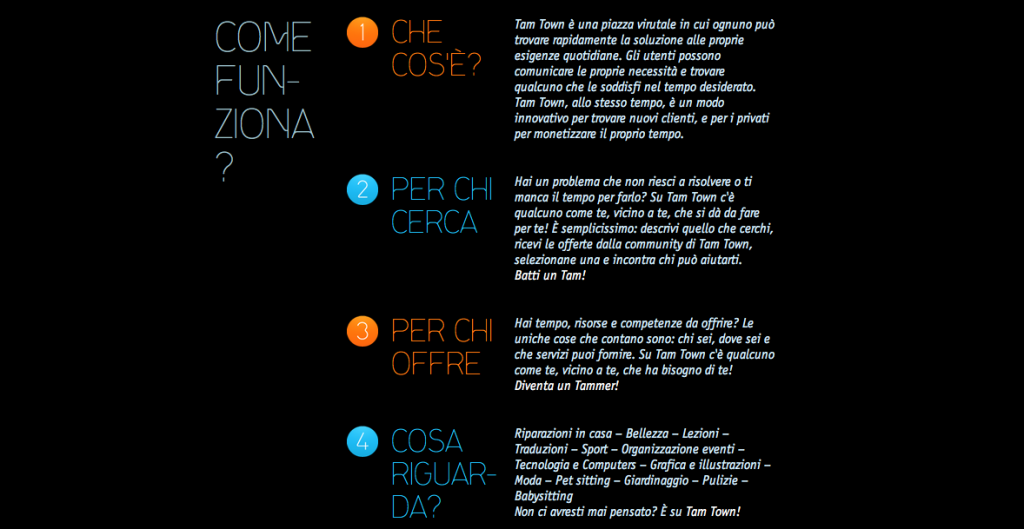 COME
FUN-
ZIONA
?
1
CHE
COS'È?
Tam Town è una piazza virutale in cui ognuno può
trovare rapidamente la soluzione alle proprie
esigenze quotidiane. Gli utenti possono
comunicare le proprie necessità e trovare
qualcuno che le soddisfi nel tempo desiderato.
Tam Town, allo stesso tempo, è un modo
innovativo per trovare nuovi clienti, e per i privati
per monetizzare il proprio tempo.
2
PER CHI
CERCA
Hai un problema che non riesci a risolvere o ti
manca il tempo per farlo? Su Tam Town c'è
qualcuno come te, vicino a te, che si dà da fare
per te! È semplicissimo: descrivi quello che cerchi,
ricevi le offerte dalla community di Tam Town,
selezionane una e incontra chi può aiutarti.
Batti un Tam!
3
PER CHI
OFFRE
Hai tempo, risorse e competenze da offrire? Le
uniche cose che contano sono: chi sei, dove sei e
che servizi puoi fornire. Su Tam Town c'è qualcuno
come te, vicino a te, che ha bisogno di te!
Diventa un Tammer!
4
COSA
RIGUAR-
DA?
Riparazioni in casa – Bellezza – Lezioni –
Traduzioni – Sport – Organizzazione eventi –
Tecnologia e Computers – Grafica e illustrazioni –
Moda – Pet sitting – Giardinaggio – Pulizie –
Babysitting
Non ci avresti mai pensato? È su Tam Town!